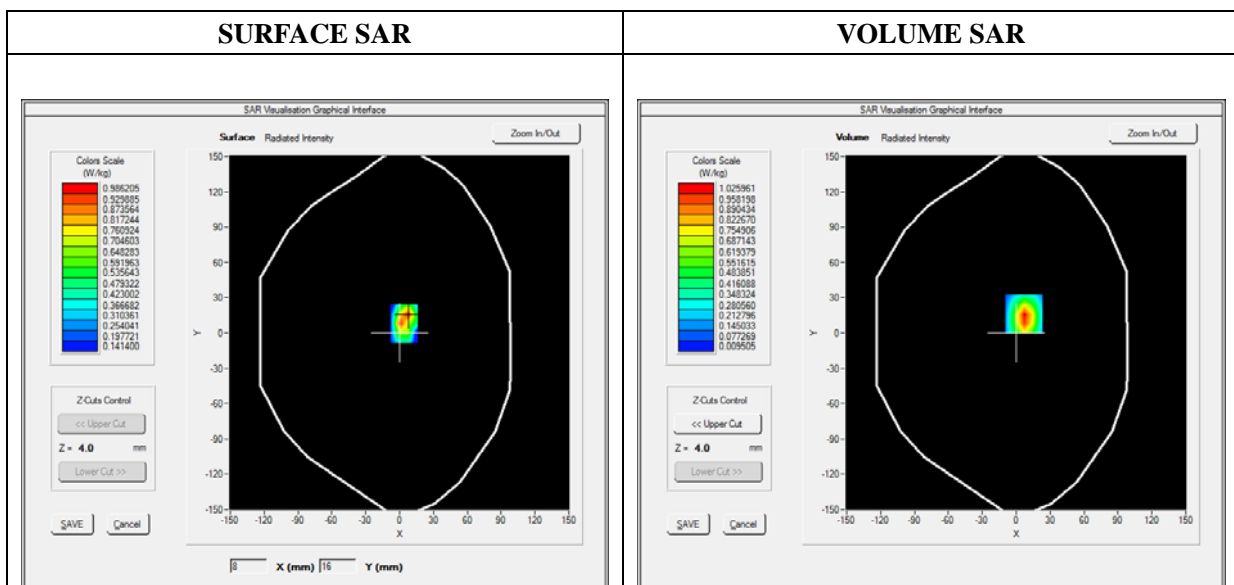 SURFACE SAR
VOLUME SAR
SAR Visualisation Graphical Interface
Surface Radiated Intensity
Zoom In/Out
Colors Scale
(W/kg)
0.986205
0.929885
0.873564
0.817244
0.760924
0.704603
0.648283
0.591963
0.535643
0.479322
0.423002
0.366682
0.310361
0.254041
0.197721
0.141400
Z-Cuts Control
<< Upper Cut
Z = 4.0 mm
Lower Cut >>
SAVE
Cancel
150
120
90
60
30
0
-30
-60
-90
-120
-150
Y
-150 -120 -90 -60 -30 0 30 60 90 120 150
X
8 X (mm) 16 Y (mm)
SAR Visualisation Graphical Interface
Volume Radiated Intensity
Zoom In/Out
Colors Scale
(W/kg)
1.025961
0.958198
0.890434
0.822670
0.754906
0.687143
0.619379
0.551615
0.483851
0.416088
0.348324
0.280560
0.212796
0.145033
0.077269
0.009505
Z-Cuts Control
<< Upper Cut
Z = 4.0 mm
Lower Cut >>
SAVE
Cancel
150
120
90
60
30
0
-30
-60
-90
-120
-150
Y
-150 -120 -90 -60 -30 0 30 60 90 120 150
X